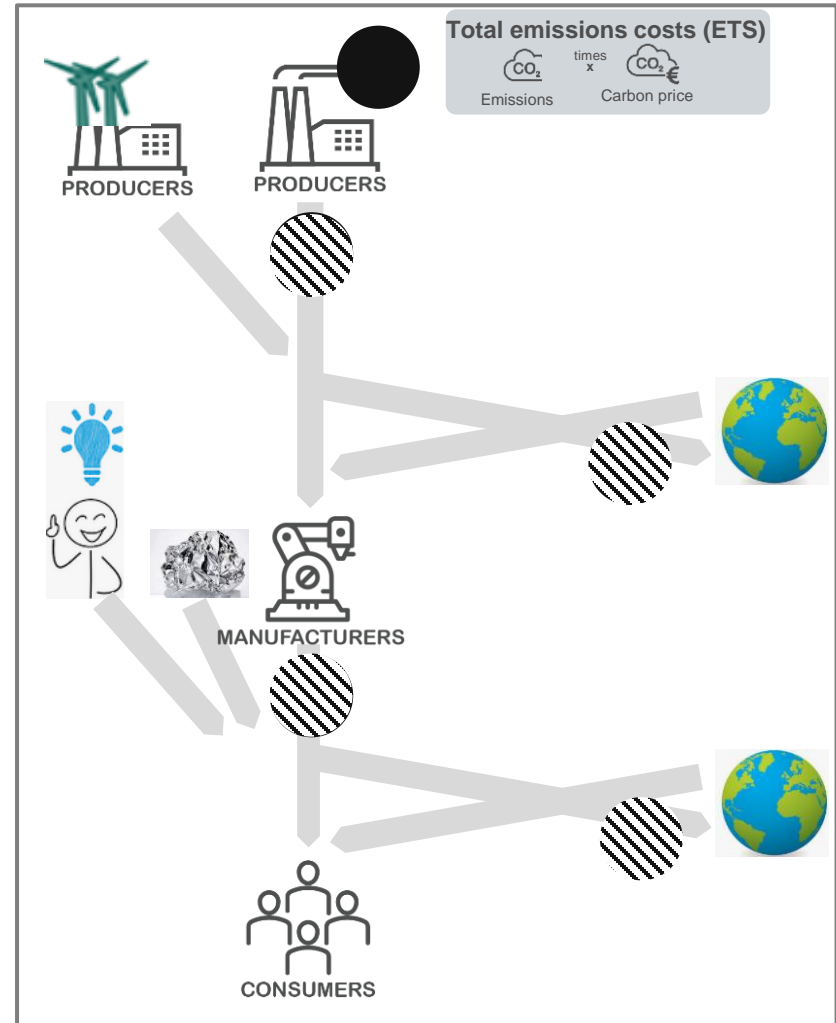 Total emissions costs (ETS)
CO₂ times x CO₂ €
Emissions Carbon price
PRODUCERS PRODUCERS
MANUFACTURERS
CONSUMERS